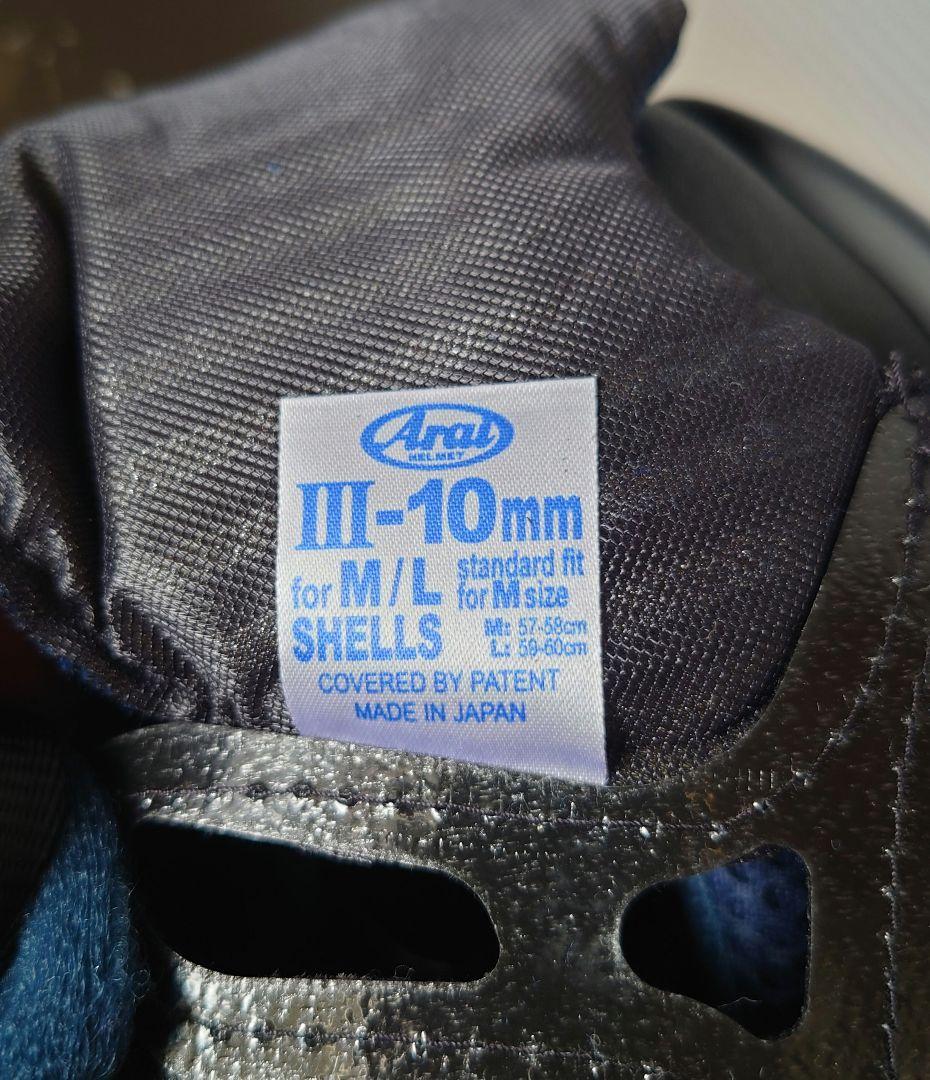 Arai
HELMET
III-10mm
for M/L standard fit for M size
SHELLS M: 57-58cm L: 59-60cm
COVERED BY PATENT
MADE IN JAPAN